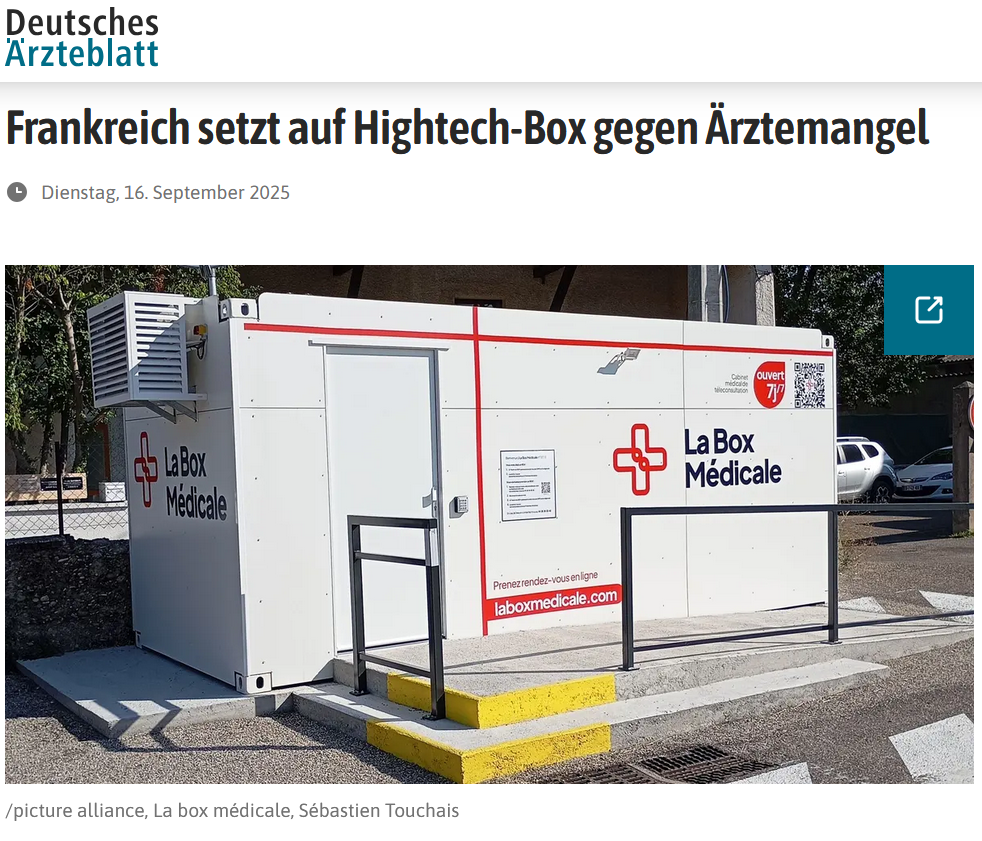 Deutsches
Ärzteblatt
Frankreich setzt auf Hightech-Box gegen Ärztemangel
Dienstag, 16. September 2025
Cabinet
médical de
téléconsultation
ouvert
7j/7
La Box
Médicale
La Box
Médicale
Prenez rendez-vous en ligne
laboxmedicale.com
/picture alliance, La box médicale, Sébastien Touchais